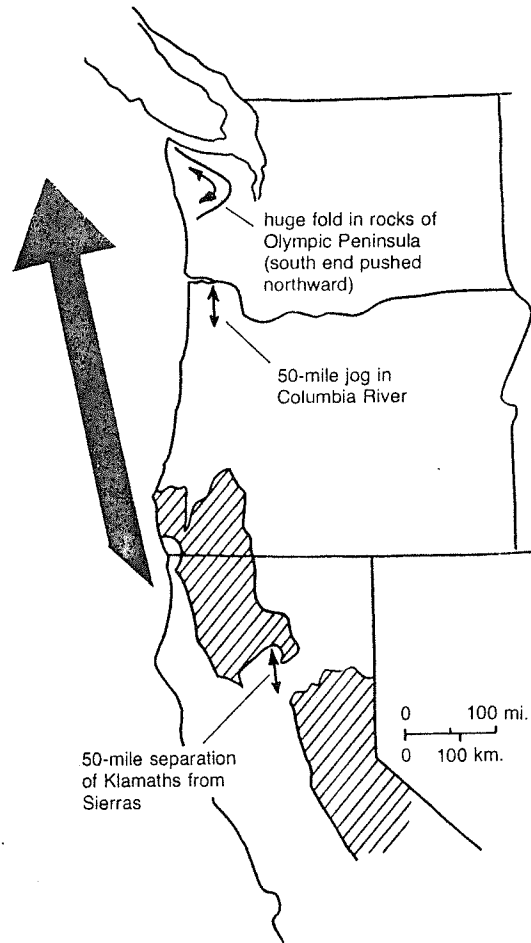 huge fold in rocks of
Olympic Peninsula
(south end pushed
northward)
50-mile jog in
Columbia River
0 100 mi.
0 100 km.
50-mile separation
of Klamaths from
Sierras